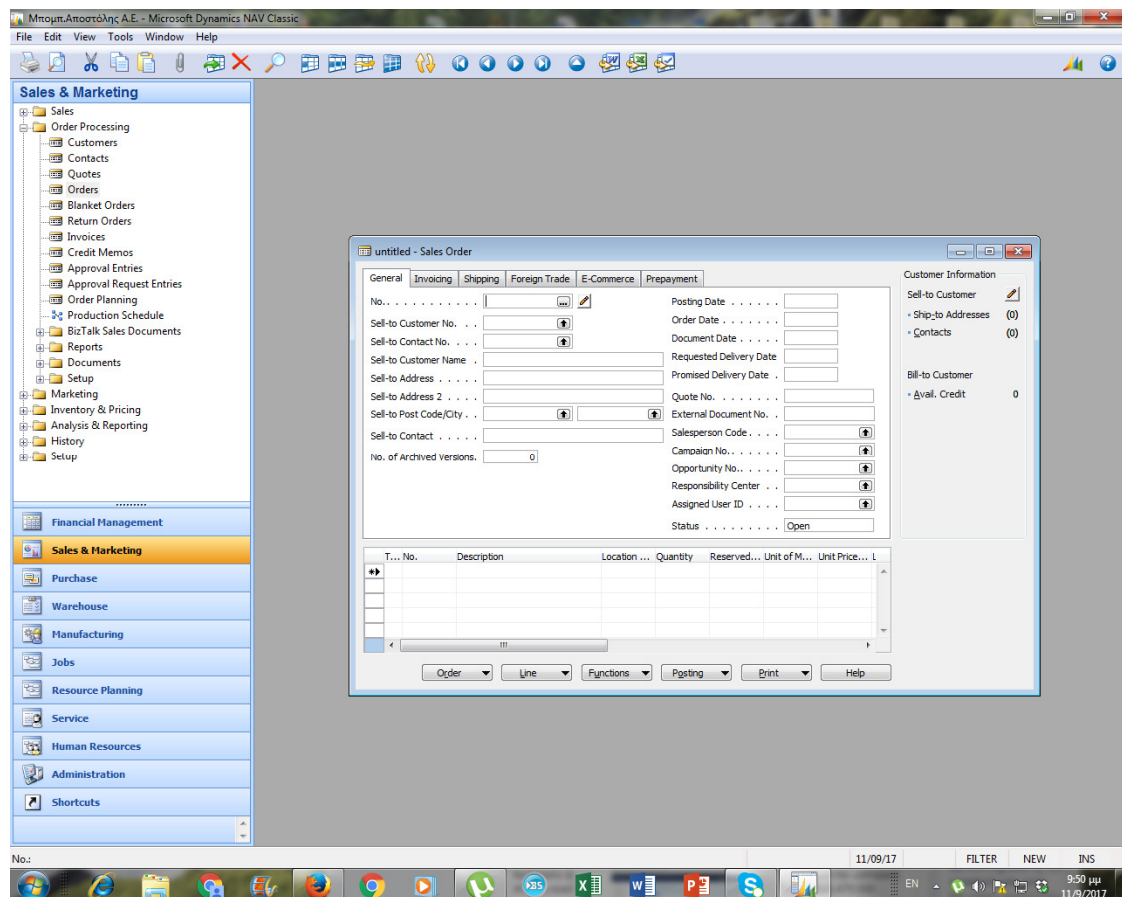 Μπουμπ.Αποστόλης Α.Ε. - Microsoft Dynamics NAV Classic
File Edit View Tools Window Help
Sales & Marketing
Sales
Order Processing
Customers
Contacts
Quotes
Orders
Blanket Orders
Return Orders
Invoices
Credit Memos
Approval Entries
Approval Request Entries
Order Planning
Production Schedule
BizTalk Sales Documents
Reports
Documents
Setup
Marketing
Inventory & Pricing
Analysis & Reporting
History
Setup
Financial Management
Sales & Marketing
Purchase
Warehouse
Manufacturing
Jobs
Resource Planning
Service
Human Resources
Administration
Shortcuts
untitled - Sales Order
General Invoicing Shipping Foreign Trade E-Commerce Prepayment
No. . . . . . . . . . . .
Sell-to Customer No. . . .
Sell-to Contact No. . . .
Sell-to Customer Name .
Sell-to Address . . . . .
Sell-to Address 2 . . . .
Sell-to Post Code/City . .
Sell-to Contact . . . . .
No. of Archived Versions. 0
Posting Date . . . . . .
Order Date . . . . . . .
Document Date . . . . .
Requested Delivery Date
Promised Delivery Date .
Quote No. . . . . . . .
External Document No. .
Salesperson Code . . . .
Campaign No. . . . . . .
Opportunity No. . . . . .
Responsibility Center . .
Assigned User ID . . . .
Status . . . . . . . . . Open
Customer Information
Sell-to Customer
Ship-to Addresses (0)
Contacts (0)
Bill-to Customer
Avail. Credit 0
T... No. Description Location ... Quantity Reserved... Unit of M... Unit Price... L
Order Line Functions Posting Print Help
No.: 11/09/17 FILTER NEW INS
EN 9:50 μμ
11/9/2017